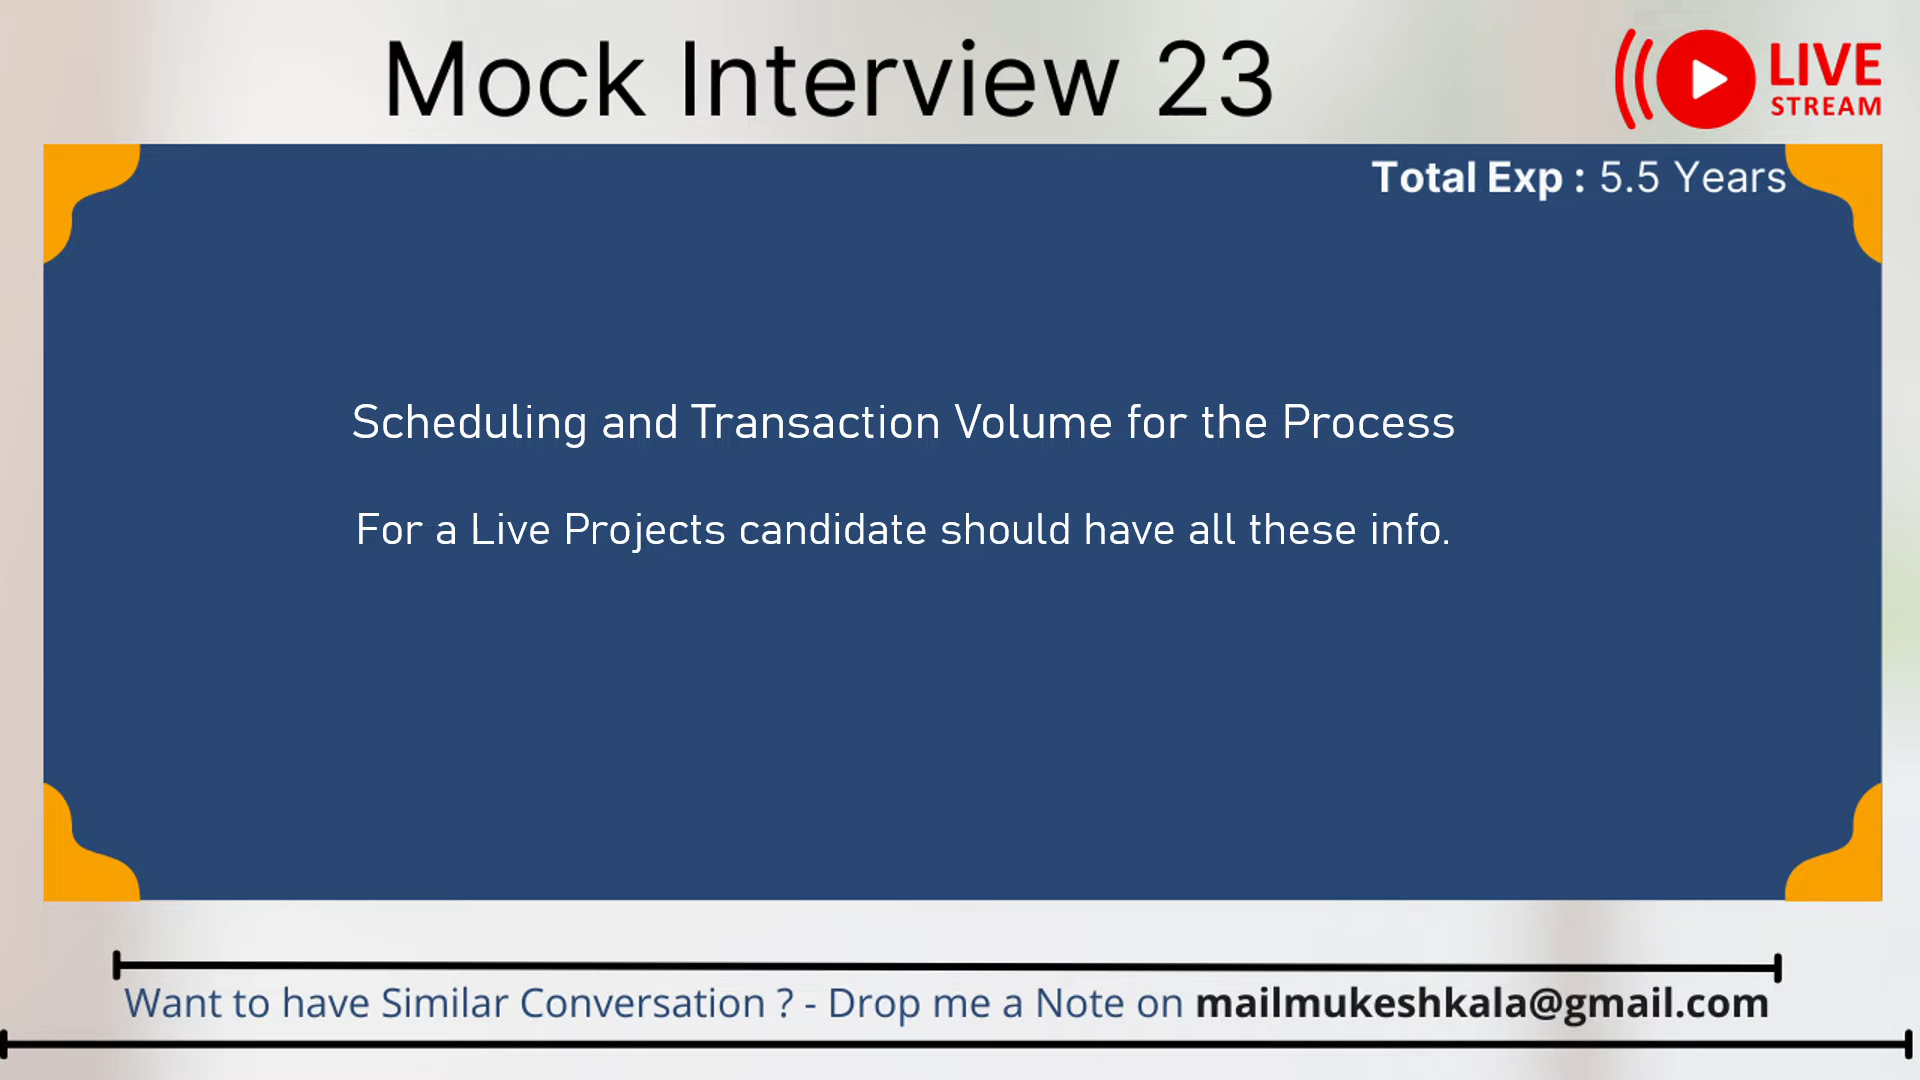 Mock Interview 23
LIVE
STREAM
Total Exp : 5.5 Years
Scheduling and Transaction Volume for the Process
For a Live Projects candidate should have all these info.
Want to have Similar Conversation ? - Drop me a Note on mailmukeshkala@gmail.com